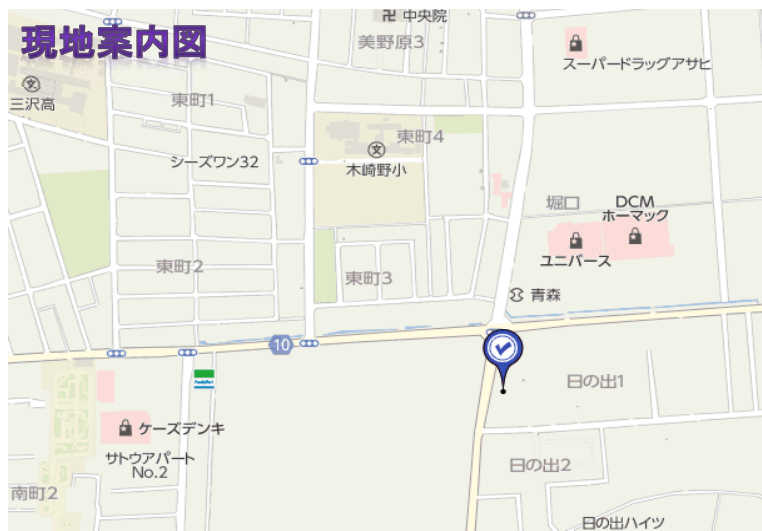 現地案内図
中央院
美野原3
スーパードラッグアサヒ
三沢高
東町1
東町4
シーズワン32
木崎野小
堀口
DCM
ホーマック
ユニバース
東町2
東町3
青森
10
FamilyMart
日の出1
ケーズデンキ
サトウアパート
No.2
日の出2
南町2
日の出ハイツ